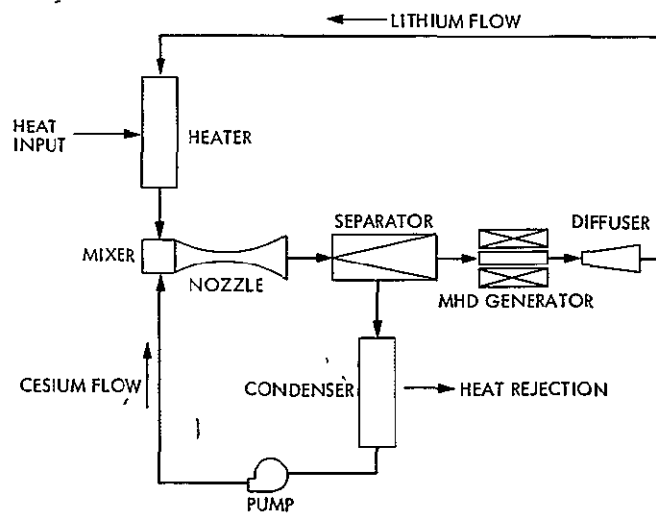 LITHIUM FLOW
HEAT
INPUT
HEATER
SEPARATOR
DIFFUSER
MIXER
NOZZLE
MHD GENERATOR
CESIUM FLOW
CONDENSER
HEAT REJECTION
PUMP